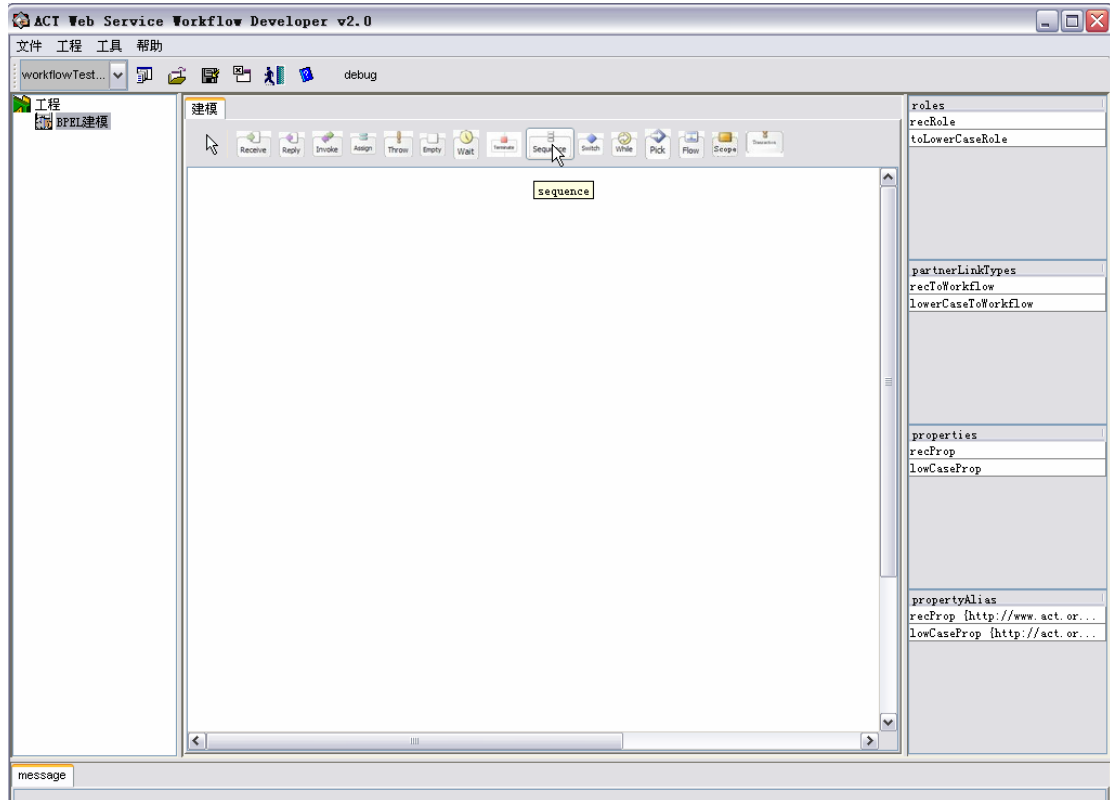 ACT Web Service Workflow Developer v2.0
文件 工程 工具 帮助
workflowTest... debug
工程
BPEL建模
建模
Receive Reply Invoke Assign Throw Empty Wait Terminate Sequence Switch While Pick Flow Scope
sequence
roles
recRole
toLowerCaseRole
partnerLinkTypes
recToWorkflow
lowerCaseToWorkflow
properties
recProp
lowCaseProp
propertyAlias
recProp {http://www.act.or...
lowCaseProp {http://act.or...
message